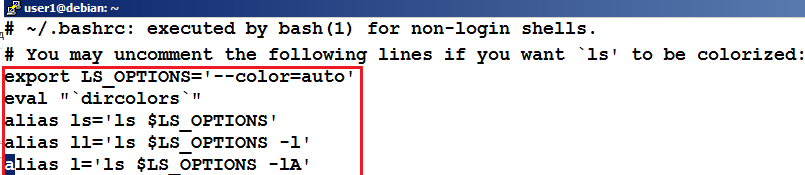 user1@debian: ~
# ~/.bashrc: executed by bash(1) for non-login shells.
# You may uncomment the following lines if you want `ls' to be colorized:
export LS_OPTIONS='--color=auto'
eval "`dircolors`"
alias ls='ls $LS_OPTIONS'
alias ll='ls $LS_OPTIONS -l'
alias l='ls $LS_OPTIONS -lA'